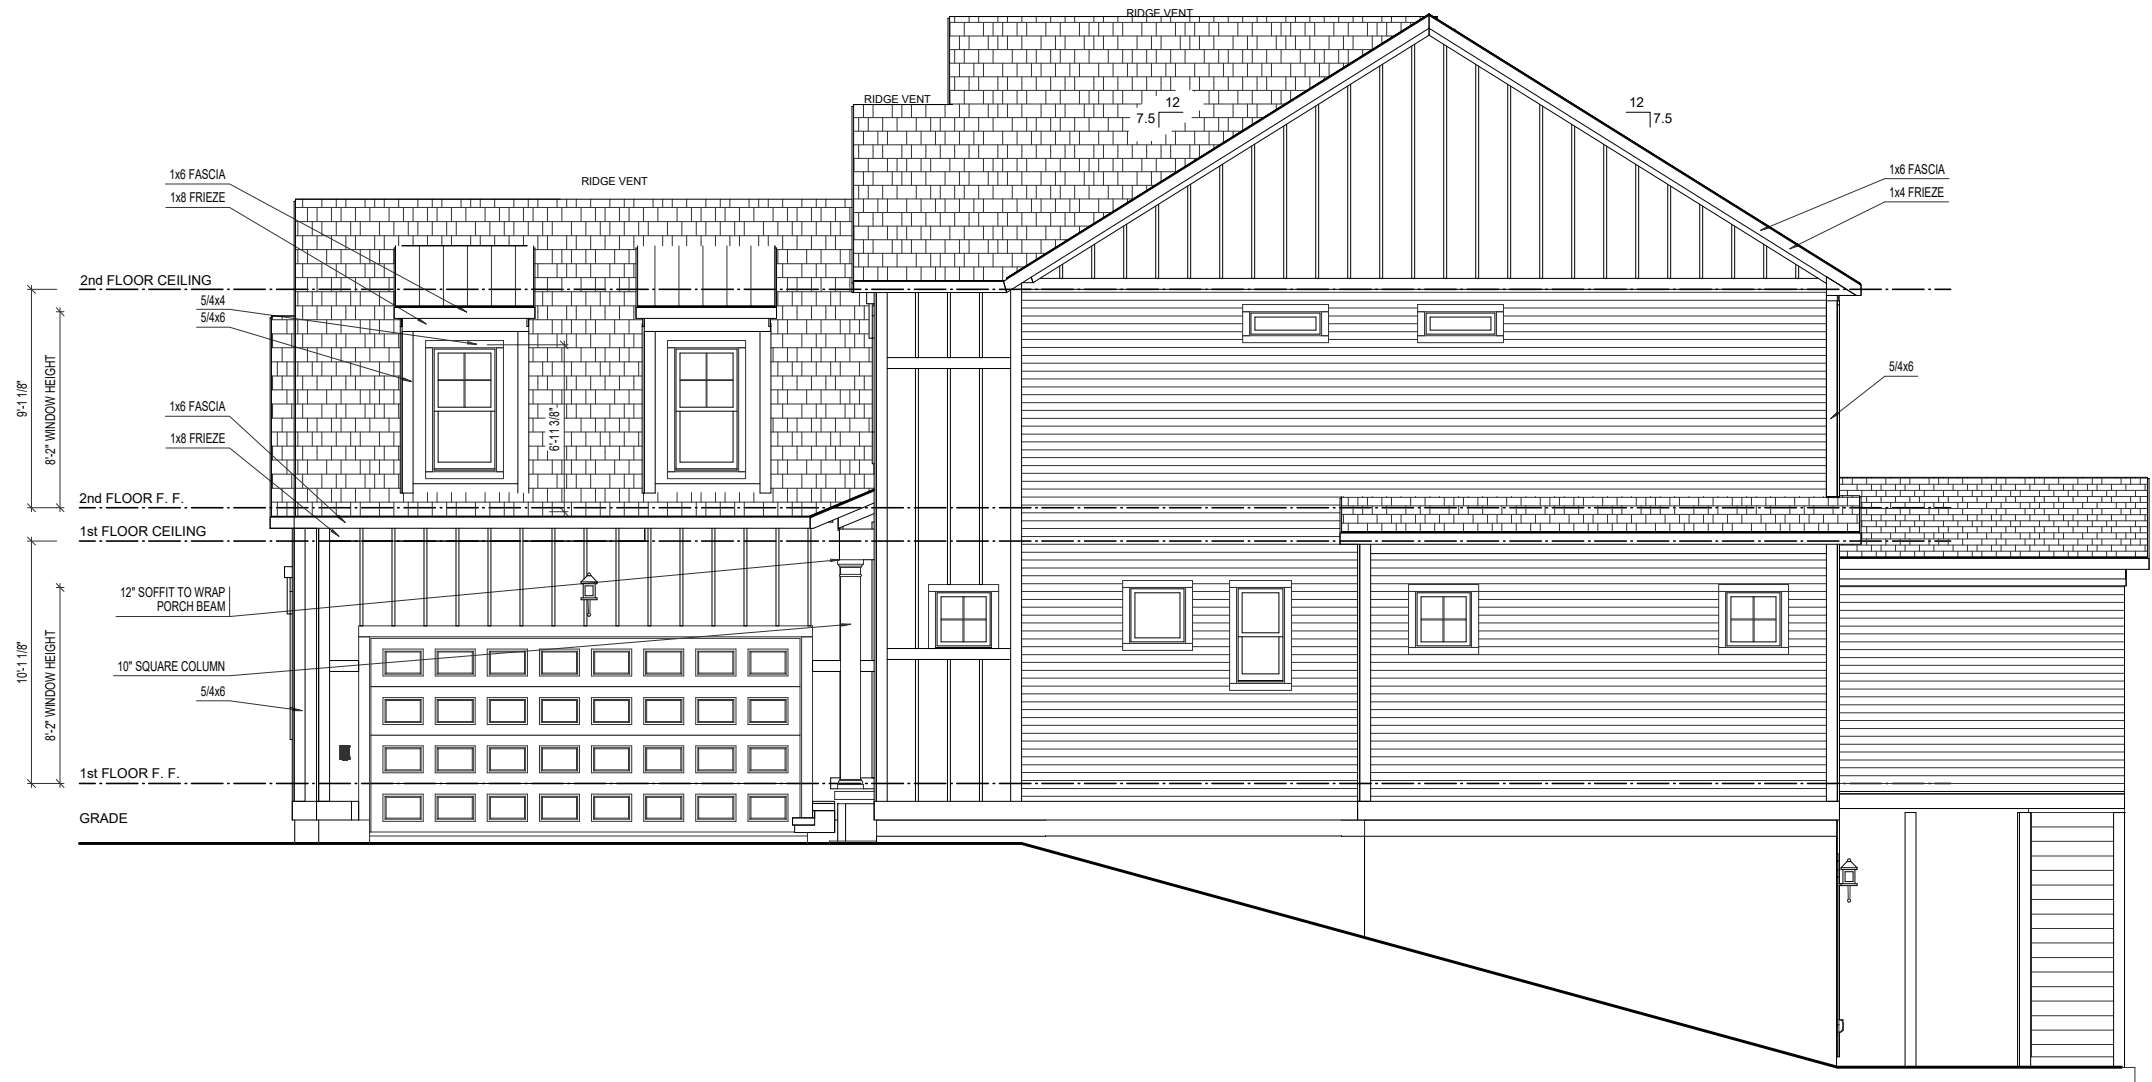 RIDGE VENT
RIDGE VENT
12
7.5
12
7.5
1x6 FASCIA
1x8 FRIEZE
RIDGE VENT
1x6 FASCIA
1x4 FRIEZE
2nd FLOOR CEILING
5/4x4
5/4x6
5/4x6
9'-1 1/8"
8'-2" WINDOW HEIGHT
6'-11 3/8"
1x6 FASCIA
1x8 FRIEZE
2nd FLOOR F. F.
1st FLOOR CEILING
12" SOFFIT TO WRAP
PORCH BEAM
10'-1 1/8"
8'-2" WINDOW HEIGHT
10" SQUARE COLUMN
5/4x6
1st FLOOR F. F.
GRADE